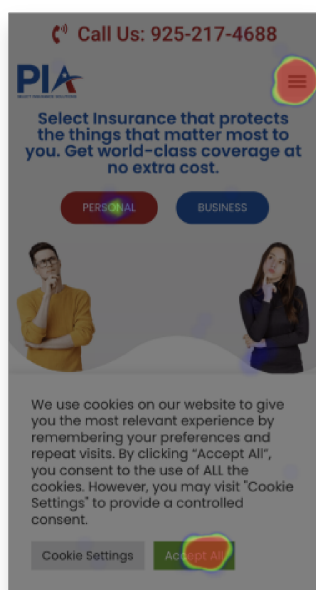 Call Us: 925-217-4688
PIA
SELECT INSURANCE SOLUTIONS
Select Insurance that protects
the things that matter most to
you. Get world-class coverage at
no extra cost.
PERSONAL
BUSINESS
We use cookies on our website to give
you the most relevant experience by
remembering your preferences and
repeat visits. By clicking “Accept All”,
you consent to the use of ALL the
cookies. However, you may visit "Cookie
Settings" to provide a controlled
consent.
Cookie Settings
Accept All